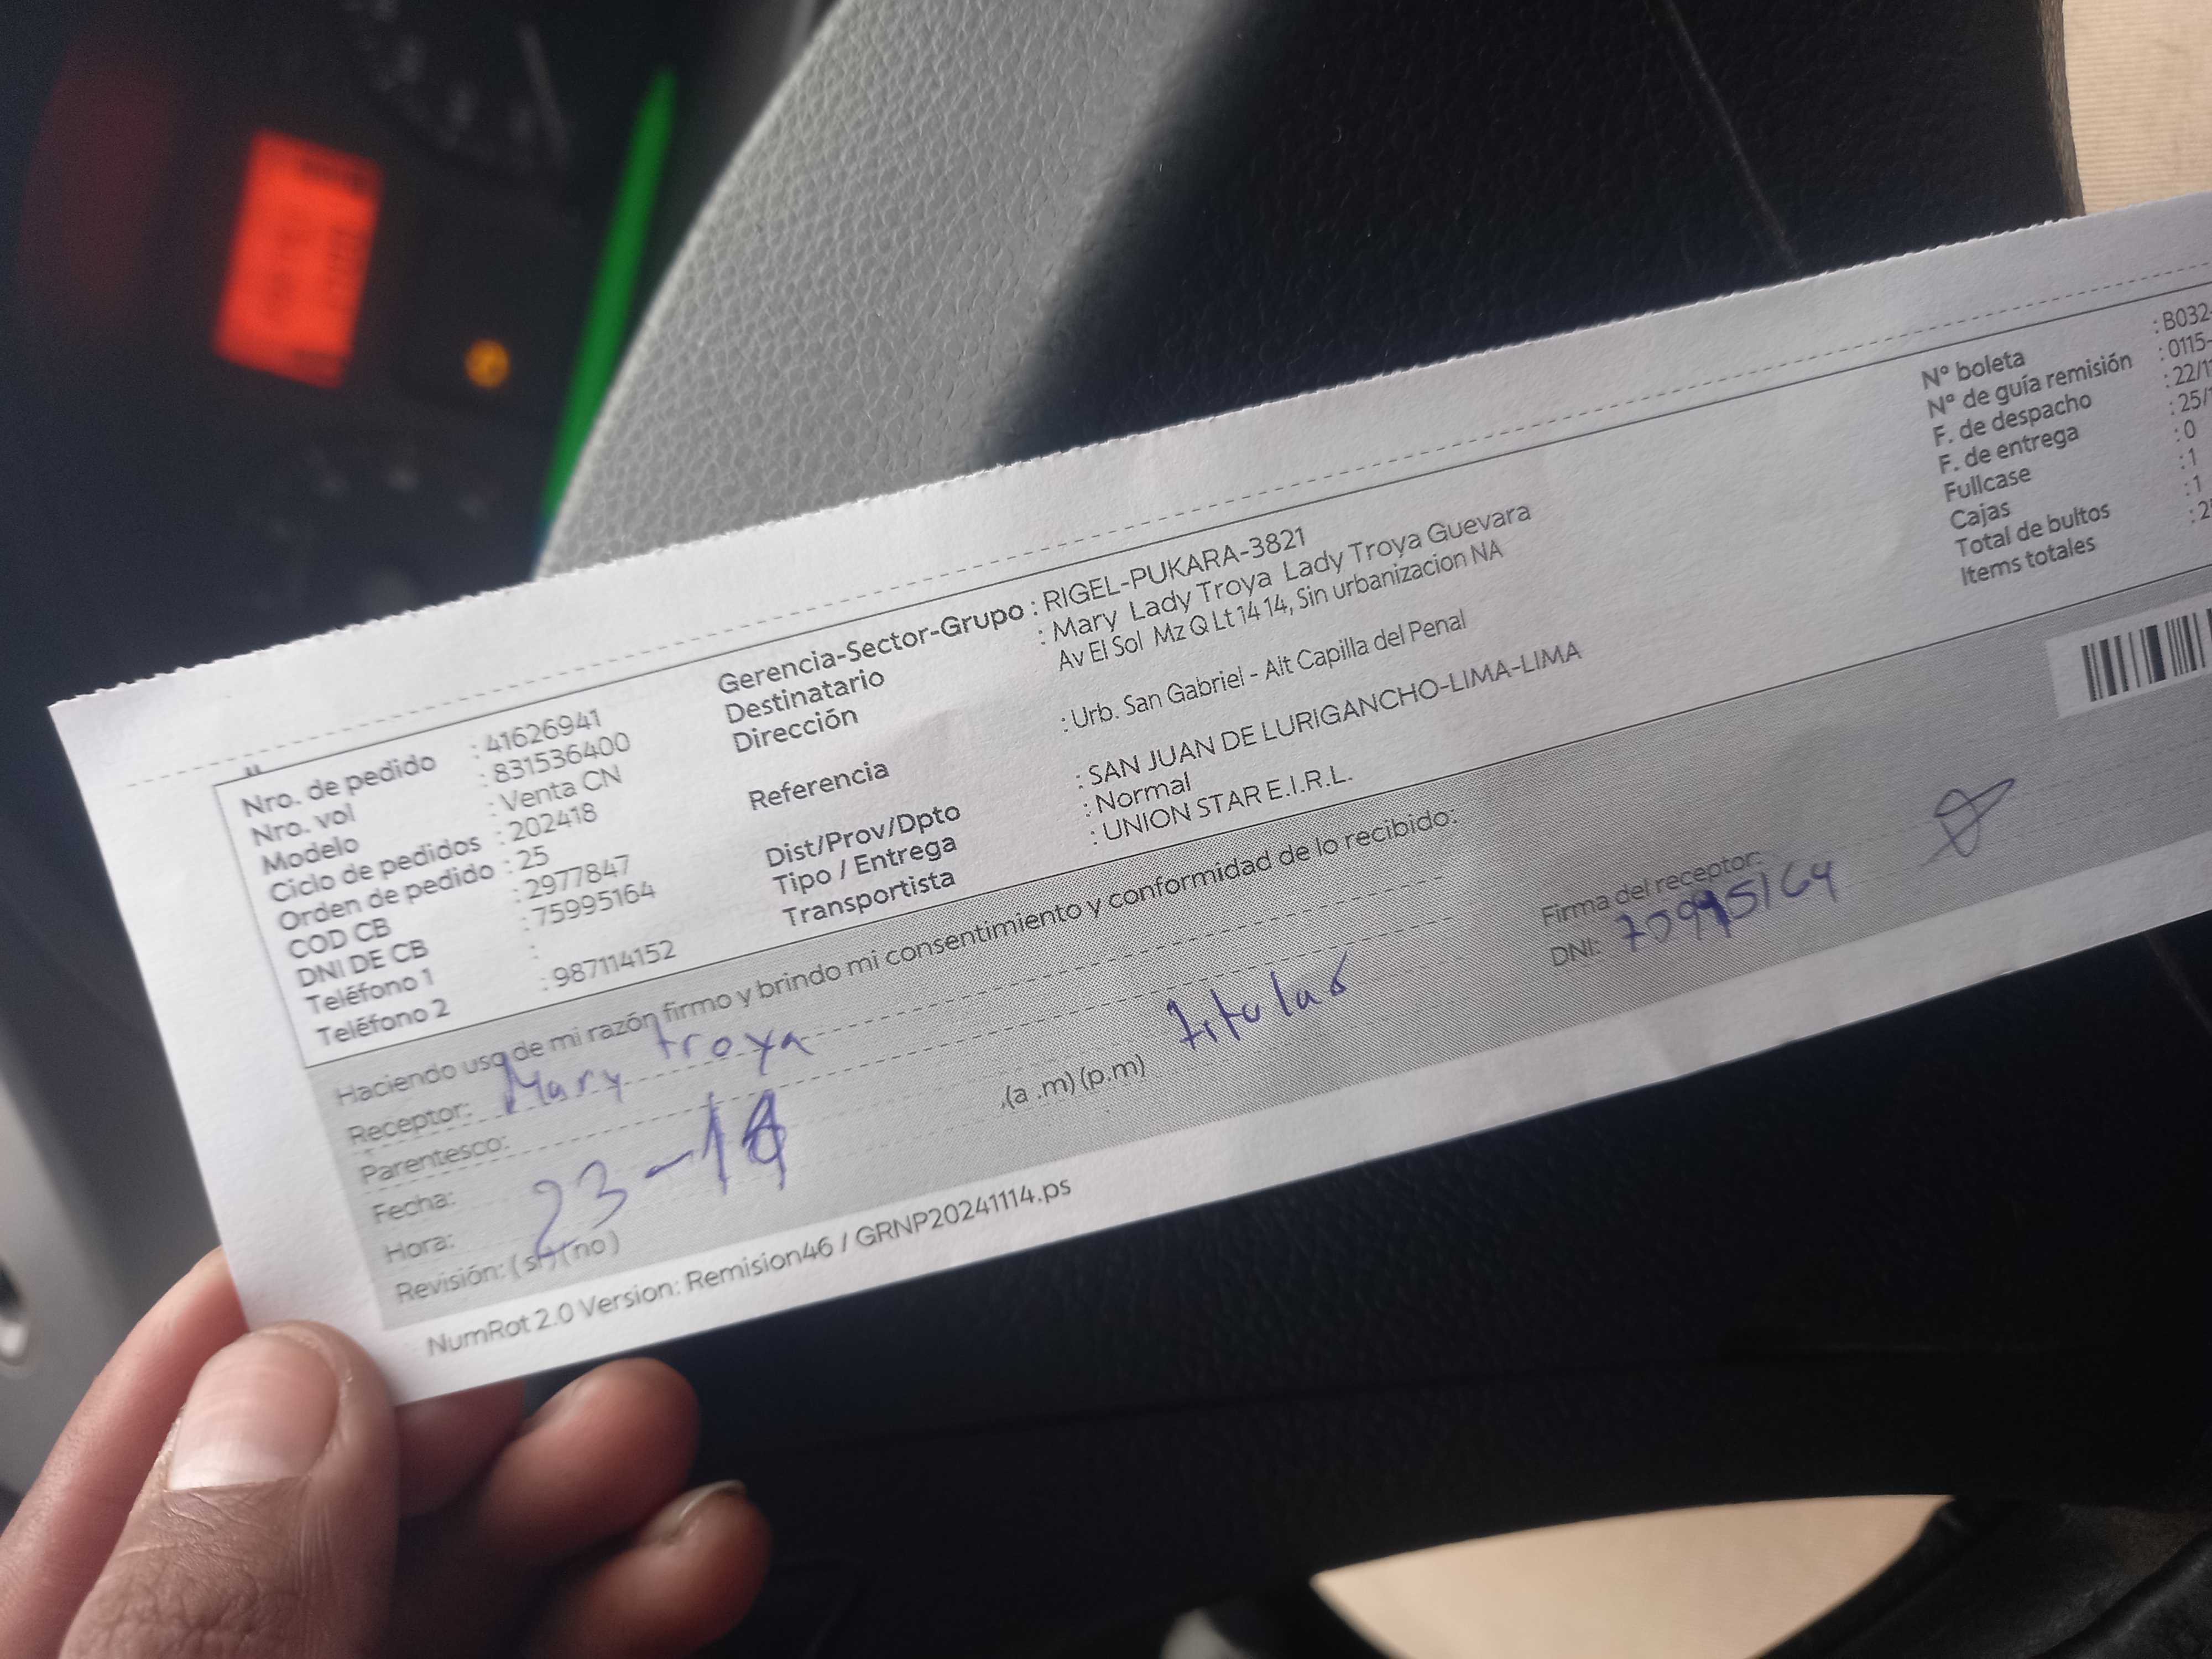 Nro. de pedido : 41626941
Nro. vol : 831536400
Modelo : Venta CN
Ciclo de pedidos : 202418
Orden de pedido : 25
COD CB : 2977847
DNI DE CB : 75995164
Teléfono 1 :
Teléfono 2 : 987114152
Gerencia-Sector-Grupo : RIGEL-PUKARA-3821
Destinatario : Mary Lady Troya Lady Troya Guevara
Dirección Av El Sol Mz Q Lt 14 14, Sin urbanizacion NA
Referencia : Urb. San Gabriel - Alt Capilla del Penal
Dist/Prov/Dpto : SAN JUAN DE LURIGANCHO-LIMA-LIMA
Tipo / Entrega : Normal
Transportista : UNION STAR E.I.R.L.
N° boleta : B032-
N° de guía remisión : 0115-
F. de despacho : 22/11
F. de entrega : 25/
Fullcase : 0
Cajas : 1
Total de bultos : 1
Items totales : 2
Haciendo uso de mi razón firmo y brindo mi consentimiento y conformidad de lo recibido:
Receptor: Mary troya
Parentesco: titular
Fecha: 23-11
Hora: (a .m) (p.m)
Revisión: ( si ) ( no )
Firma del receptor:
DNI:
NumRot 2.0 Version: Remision46 / GRNP20241114.ps